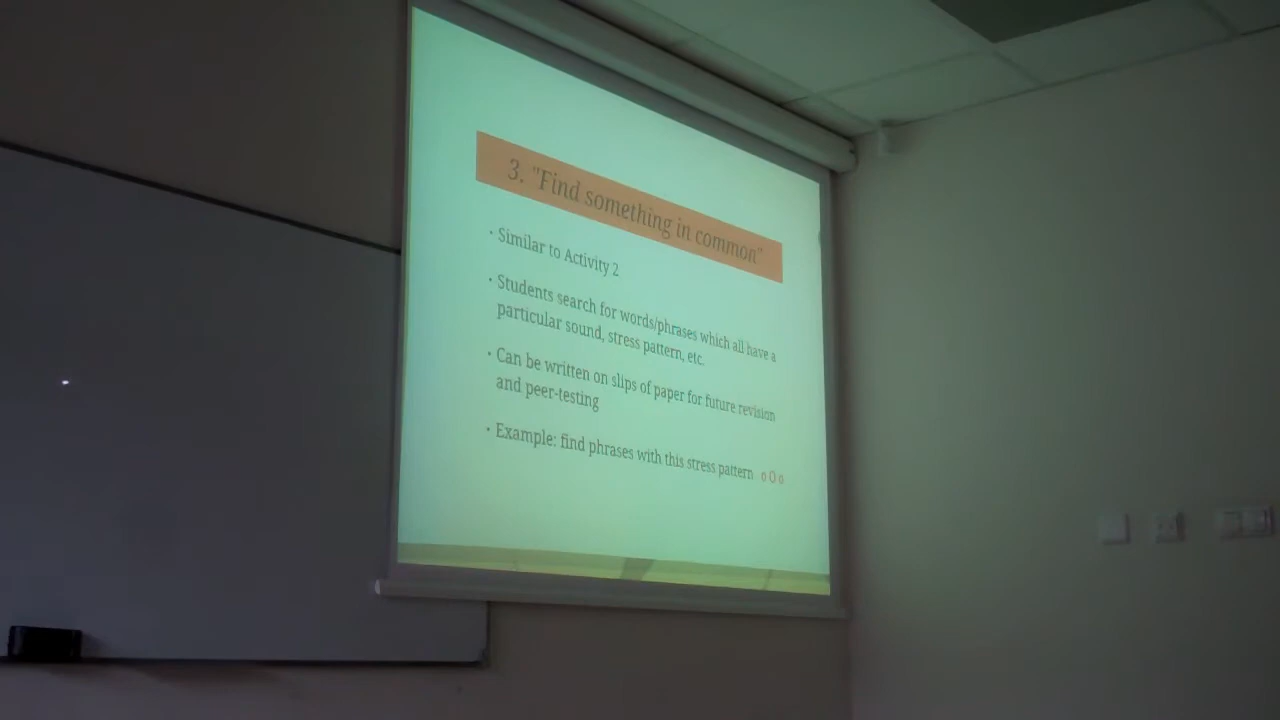 3. "Find something in common"
• Similar to Activity 2
• Students search for words/phrases which all have a
particular sound, stress pattern, etc.
• Can be written on slips of paper for future revision
and peer-testing
• Example: find phrases with this stress pattern oOo